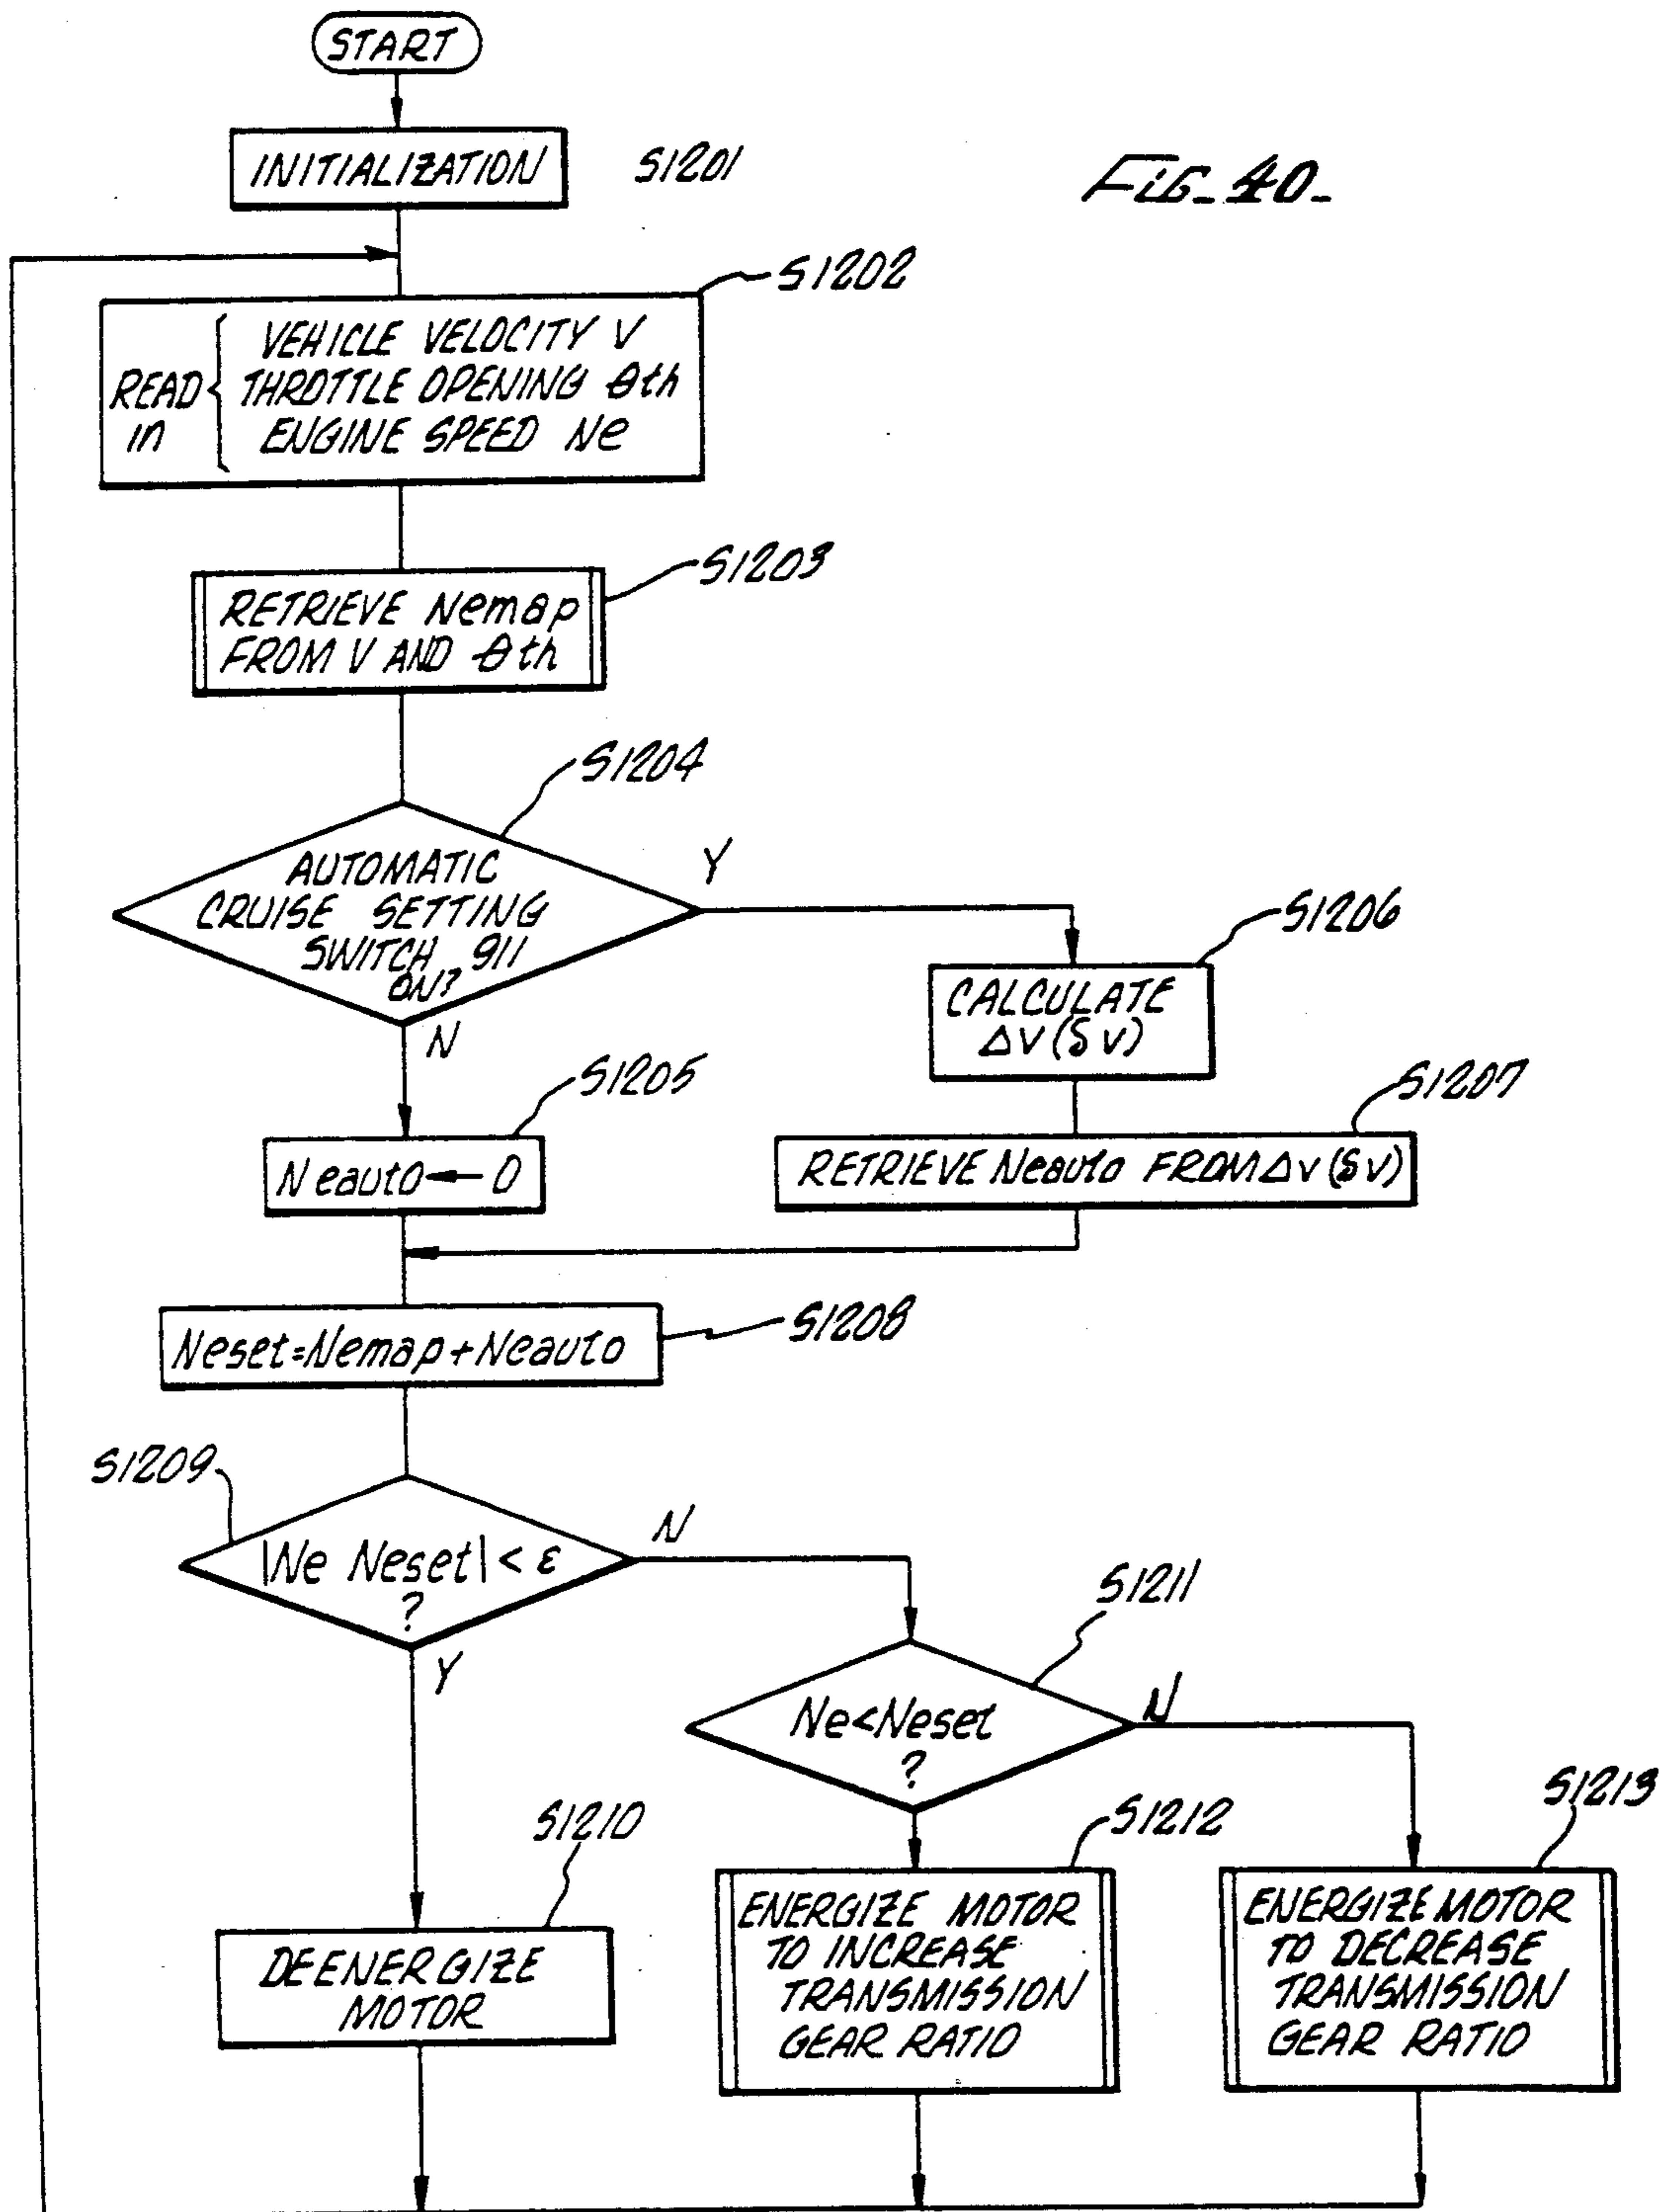 START
INITIALIZATION
S1201
FIG-40-
S1202
READ in
VEHICLE VELOCITY V
THROTTLE OPENING θth
ENGINE SPEED Ne
S1203
RETRIEVE Nemap
FROM V AND θth
S1204
AUTOMATIC
CRUISE SETTING
SWITCH 911
ON?
Y
N
S1206
CALCULATE
ΔV (δV)
S1205
Neauto ← 0
S1207
RETRIEVE Neauto FROM ΔV (δV)
S1208
Neset=Nemap+Neauto
S1209
|Ne Neset| < ε
?
N
Y
S1211
Ne<Neset
?
N
S1210
DEENERGIZE
MOTOR
S1212
ENERGIZE MOTOR
TO INCREASE
TRANSMISSION
GEAR RATIO
S1213
ENERGIZE MOTOR
TO DECREASE
TRANSMISSION
GEAR RATIO